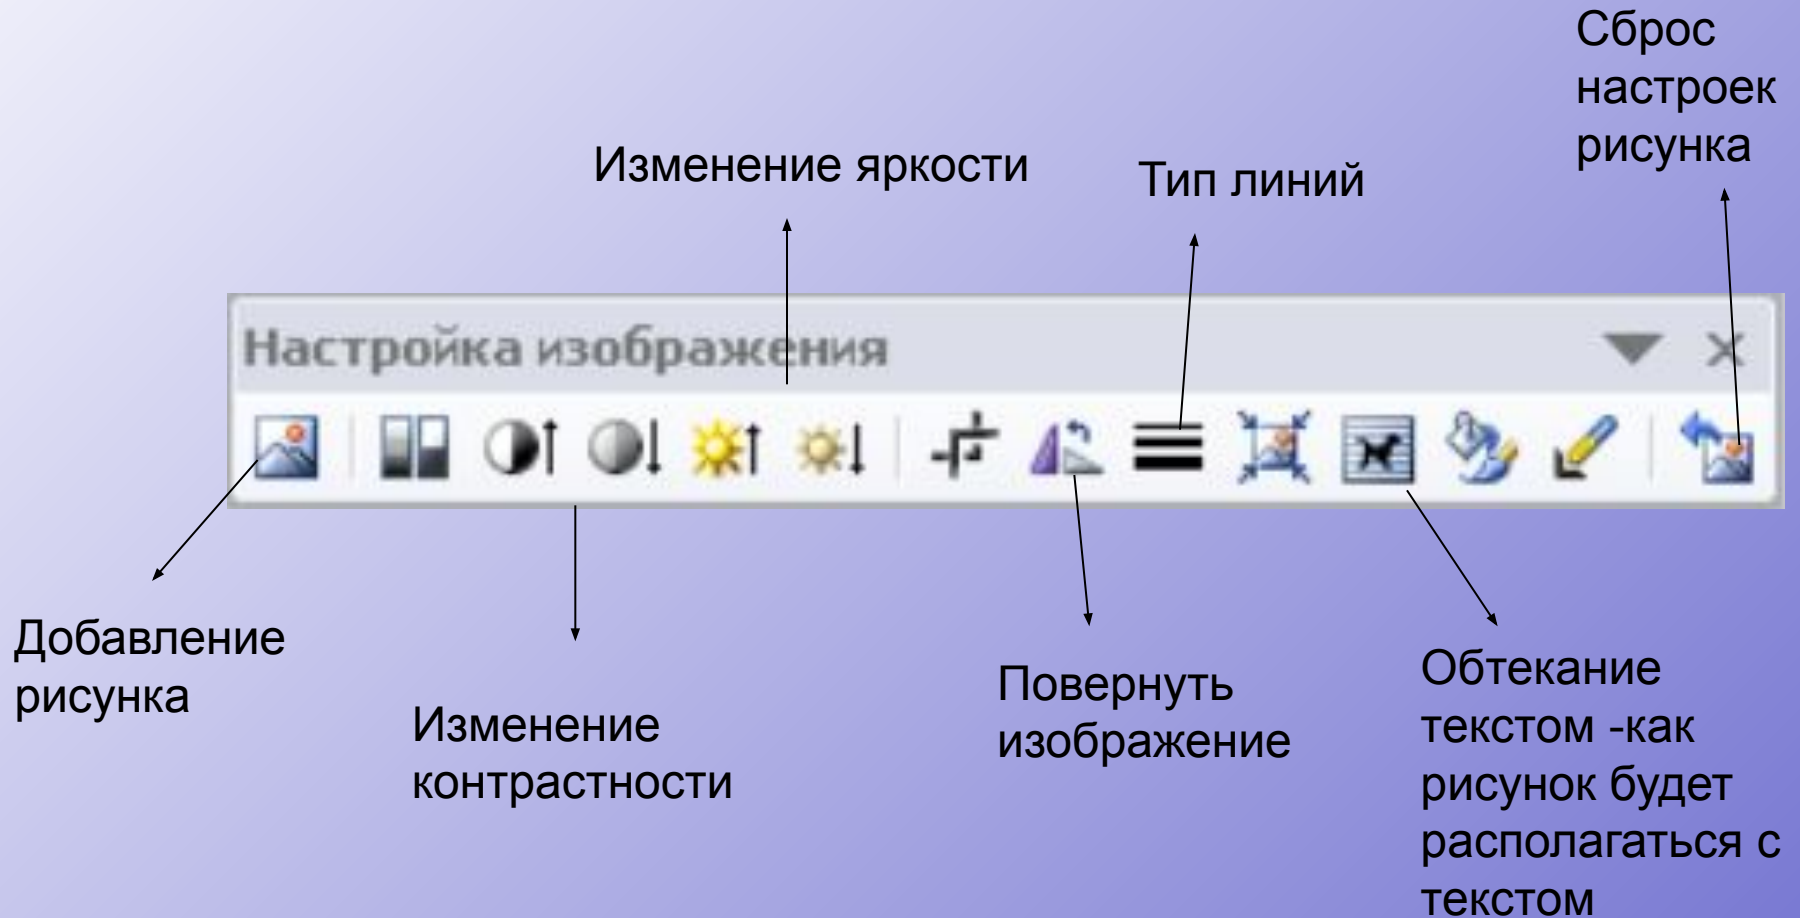 Сброс
настроек
рисунка
Изменение яркости
Тип линий
Настройка изображения
Добавление
рисунка
Изменение
контрастности
Повернуть
изображение
Обтекание
текстом -как
рисунок будет
располагаться с
текстом